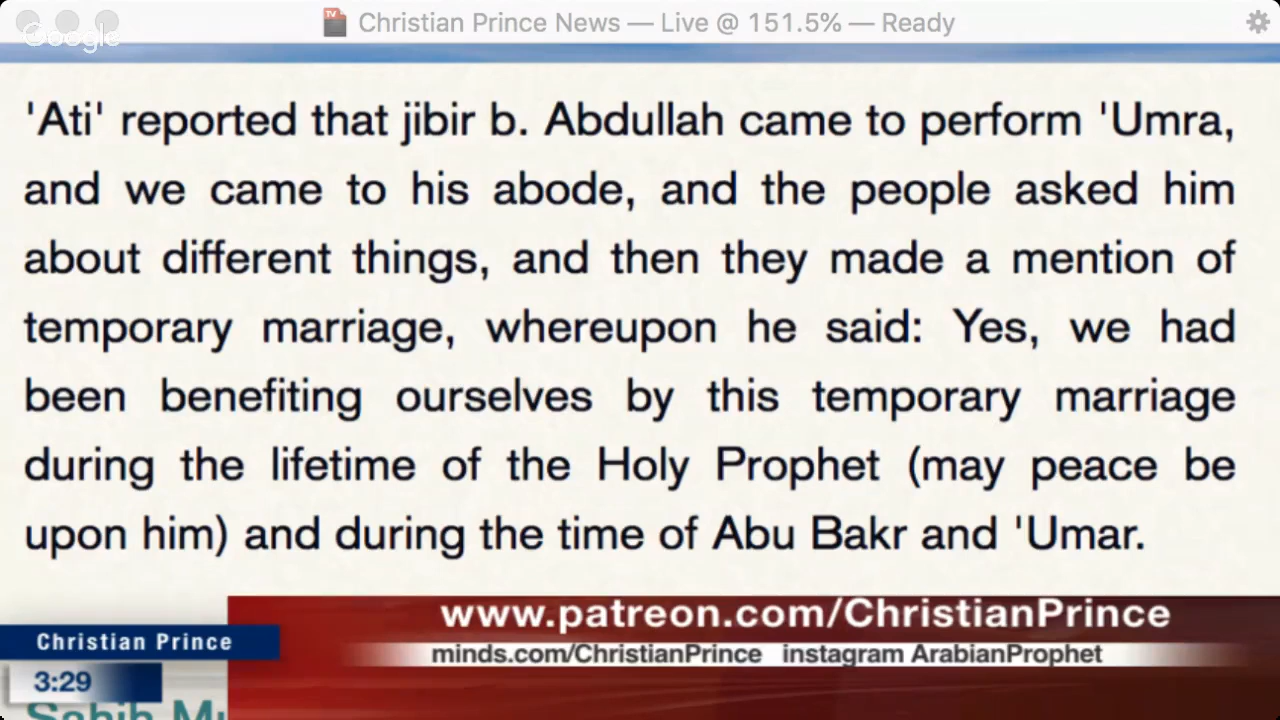 Christian Prince News — Live @ 151.5% — Ready
Google
'Ati' reported that jibir b. Abdullah came to perform 'Umra,
and we came to his abode, and the people asked him
about different things, and then they made a mention of
temporary marriage, whereupon he said: Yes, we had
been benefiting ourselves by this temporary marriage
during the lifetime of the Holy Prophet (may peace be
upon him) and during the time of Abu Bakr and 'Umar.
www.patreon.com/ChristianPrince
Christian Prince
minds.com/ChristianPrince instagram ArabianProphet
3:29